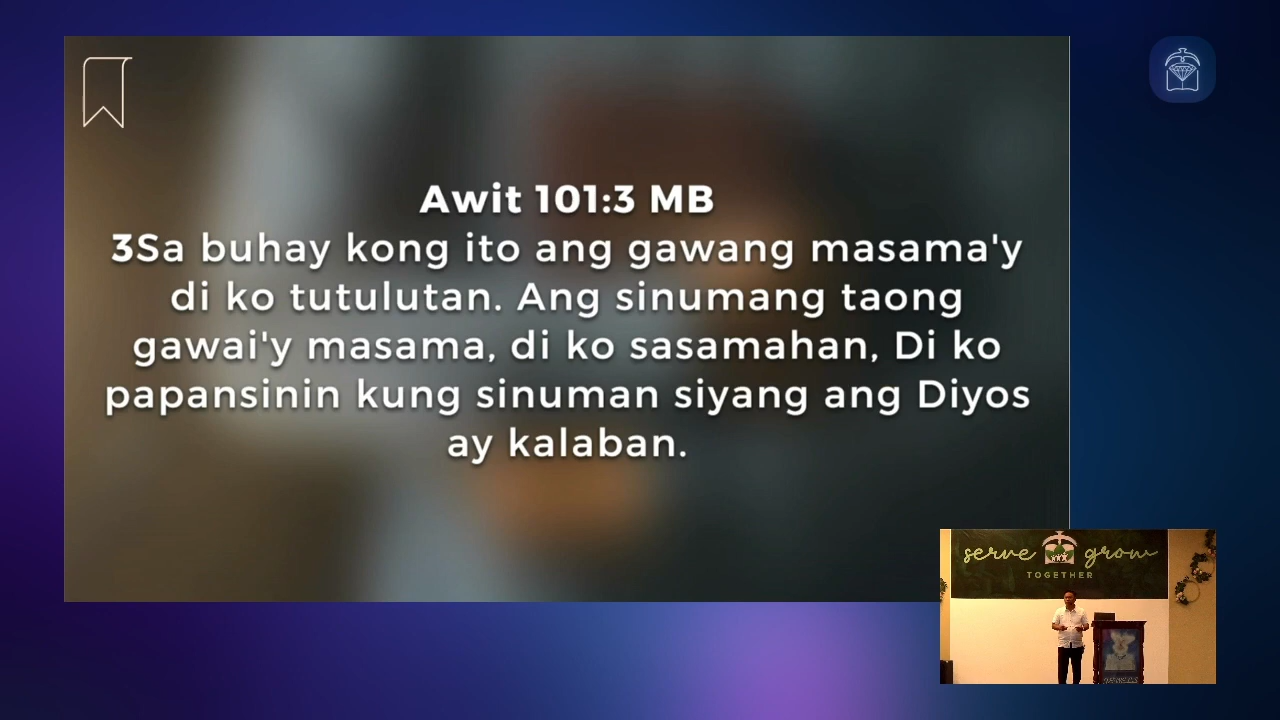 Awit 101:3 MB
3Sa buhay kong ito ang gawang masama'y
di ko tutulutan. Ang sinumang taong
gawai'y masama, di ko sasamahan, Di ko
papansinin kung sinuman siyang ang Diyos
ay kalaban.
serve grow
TOGETHER